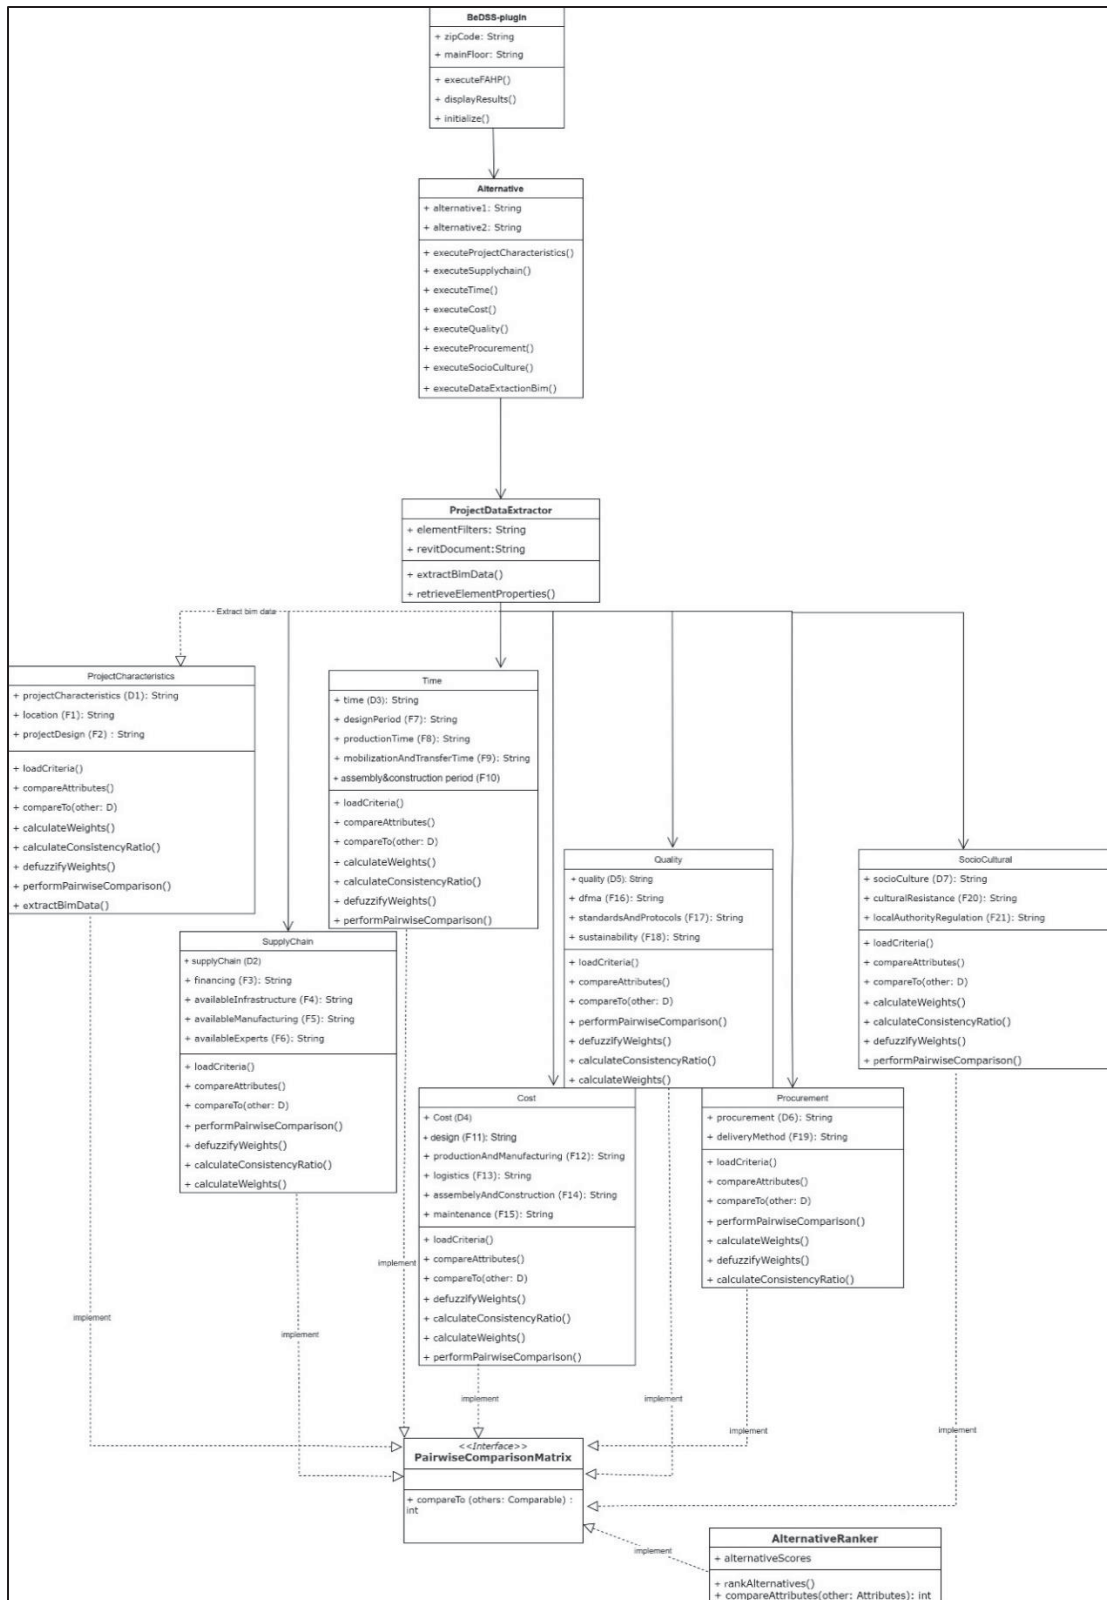 BeDSS-plugin
+ zipCode: String
+ mainFloor: String
+ executeFAHP()
+ displayResults()
+ initialize()
Alternative
+ alternative1: String
+ alternative2: String
+ executeProjectCharacteristics()
+ executeSupplychain()
+ executeTime()
+ executeCost()
+ executeQuality()
+ executeProcurement()
+ executeSocioCulture()
+ executeDataExtactionBim()
ProjectDataExtractor
+ elementFilters: String
+ revitDocument:String
+ extractBimData()
+ retrieveElementProperties()
Extract bim data
ProjectCharacteristics
+ projectCharacteristics (D1): String
+ location (F1): String
+ projectDesign (F2) : String
+ loadCriteria()
+ compareAttributes()
+ compareTo(other: D)
+ calculateWeights()
+ calculateConsistencyRatio()
+ defuzzifyWeights()
+ performPairwiseComparison()
+ extractBimData()
Time
+ time (D3): String
+ designPeriod (F7): String
+ productionTime (F8): String
+ mobilizationAndTransferTime (F9): String
+ assembly&construction period (F10)
+ loadCriteria()
+ compareAttributes()
+ compareTo(other: D)
+ calculateWeights()
+ calculateConsistencyRatio()
+ defuzzifyWeights()
+ performPairwiseComparison()
Quality
+ quality (D5): String
+ dfma (F16): String
+ standardsAndProtocols (F17): String
+ sustainability (F18): String
+ loadCriteria()
+ compareAttributes()
+ compareTo(other: D)
+ performPairwiseComparison()
+ defuzzifyWeights()
+ calculateConsistencyRatio()
+ calculateWeights()
SocioCultural
+ socioCulture (D7): String
+ culturalResistance (F20): String
+ localAuthorityRegulation (F21): String
+ loadCriteria()
+ compareAttributes()
+ compareTo(other: D)
+ calculateWeights()
+ calculateConsistencyRatio()
+ defuzzifyWeights()
+ performPairwiseComparison()
SupplyChain
+ supplyChain (D2)
+ financing (F3): String
+ availableInfrastructure (F4): String
+ availableManufacturing (F5): String
+ availableExperts (F6): String
+ loadCriteria()
+ compareAttributes()
+ compareTo(other: D)
+ performPairwiseComparison()
+ defuzzifyWeights()
+ calculateConsistencyRatio()
+ calculateWeights()
Cost
+ Cost (D4)
+ design (F11): String
+ productionAndManufacturing (F12): String
+ logistics (F13): String
+ assembelyAndConstruction (F14): String
+ maintenance (F15): String
+ loadCriteria()
+ compareAttributes()
+ compareTo(other: D)
+ defuzzifyWeights()
+ calculateConsistencyRatio()
+ calculateWeights()
+ performPairwiseComparison()
Procurement
+ procurement (D6): String
+ deliveryMethod (F19): String
+ loadCriteria()
+ compareAttributes()
+ compareTo(other: D)
+ performPairwiseComparison()
+ calculateWeights()
+ defuzzifyWeights()
+ calculateConsistencyRatio()
implement
implement
implement
implement
implement
implement
implement
<<Interface>>
PairwiseComparisonMatrix
+ compareTo (others: Comparable) :
int
implement
AlternativeRanker
+ alternativeScores
+ rankAlternatives()
+ compareAttributes(other: Attributes): int